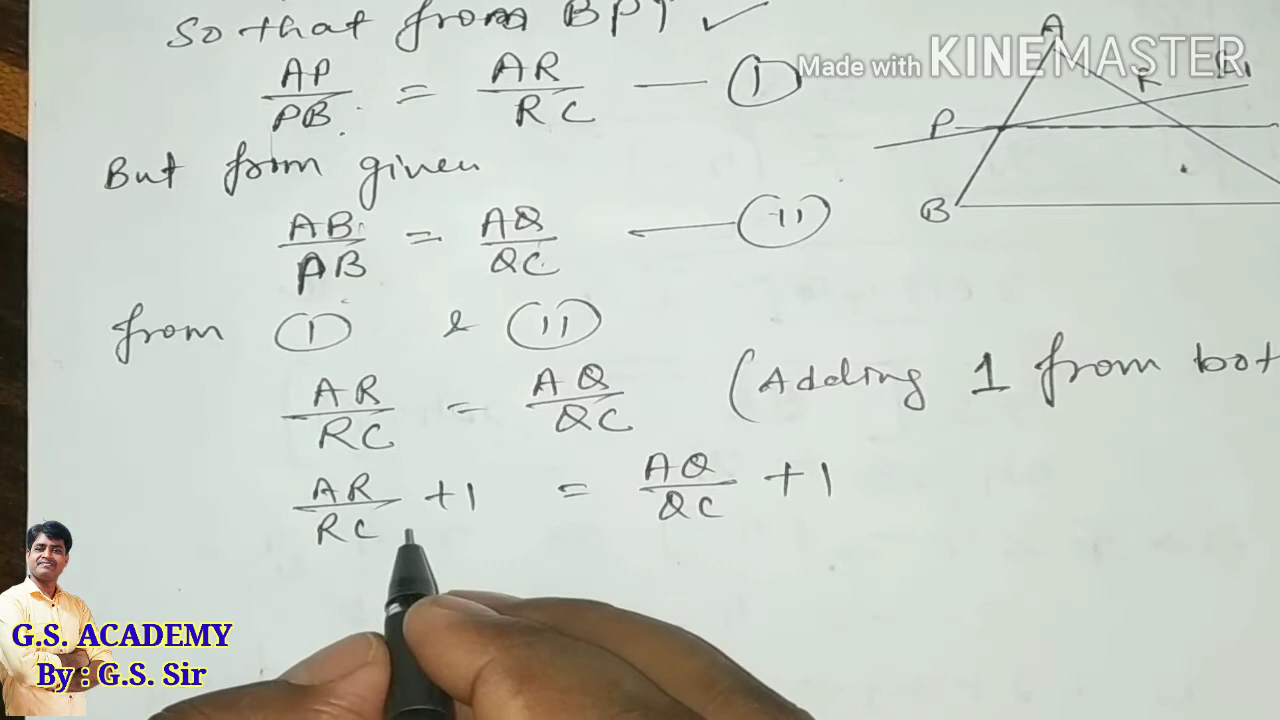 So that from BPT ✓
AP/PB = AR/RC — (I)
But from given
AB/AB = AQ/QC — (II)
from (I) & (II)
AR/RC = AQ/QC (Adding 1 from bot
AR/RC +1 = AQ/QC +1
A
R
P
B
Made with KINEMASTER
G.S. ACADEMY
By : G.S. Sir